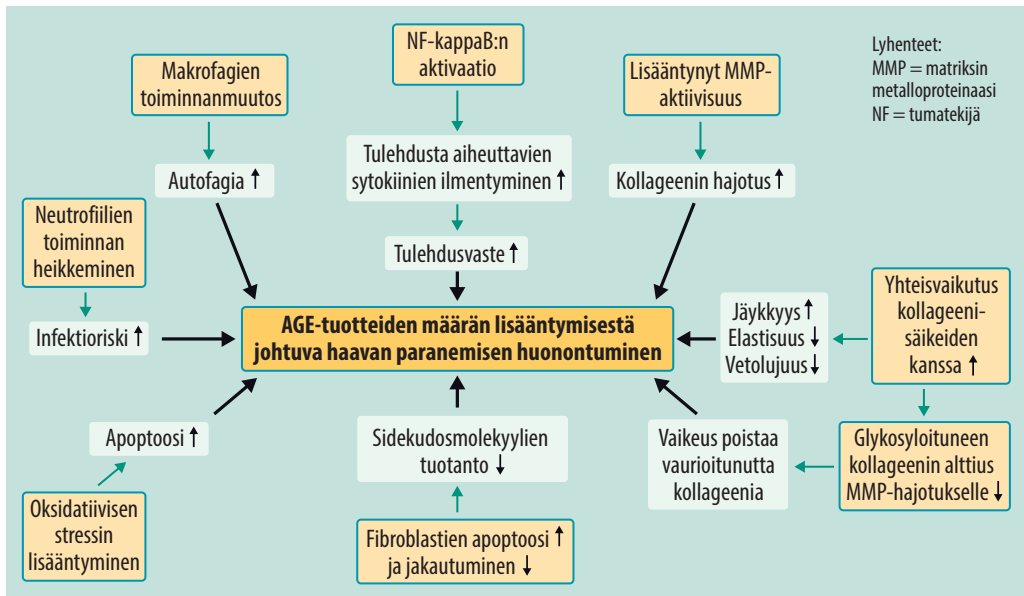 Makrofagien
toiminnanmuutos
NF-kappaB:n
aktivaatio
Lisääntynyt MMP-
aktiivisuus
Lyhenteet:
MMP = matriksin
metalloproteinaasi
NF = tumatekijä
Autofagia ↑
Tulehdusta aiheuttavien
sytokiinien ilmentyminen ↑
Kollageenin hajotus ↑
Neutrofiilien
toiminnan
heikkeminen
Tulehdusvaste ↑
Infektioriski ↑
AGE-tuotteiden määrän lisääntymisestä
johtuva haavan paranemisen huonontuminen
Jäykkyys ↑
Elastisuus ↓
Vetolujuus ↓
Yhteisvaikutus
kollageeni-
säikeiden
kanssa ↑
Apoptoosi ↑
Sidekudosmolekyylien
tuotanto ↓
Vaikeus poistaa
vaurioitunutta
kollageenia
Glykosyloituneen
kollageenin alttius
MMP-hajotukselle ↓
Oksidatiivisen
stressin
lisääntyminen
Fibroblastien apoptoosi ↑
ja jakautuminen ↓